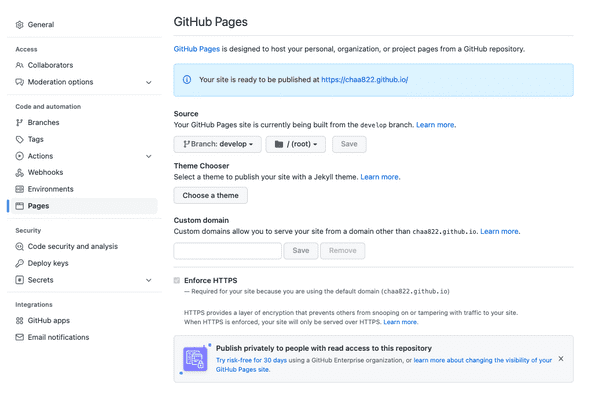 General
Access
Collaborators
Moderation options
Code and automation
Branches
Tags
Actions
Webhooks
Environments
Pages
Security
Code security and analysis
Deploy keys
Secrets
Integrations
GitHub apps
Email notifications
GitHub Pages
GitHub Pages is designed to host your personal, organization, or project pages from a GitHub repository.
Your site is ready to be published at https://chaa822.github.io/
Source
Your GitHub Pages site is currently being built from the develop branch. Learn more.
Branch: develop / (root) Save
Theme Chooser
Select a theme to publish your site with a Jekyll theme. Learn more.
Choose a theme
Custom domain
Custom domains allow you to serve your site from a domain other than chaa822.github.io. Learn more.
Save Remove
Enforce HTTPS
— Required for your site because you are using the default domain (chaa822.github.io)
HTTPS provides a layer of encryption that prevents others from snooping on or tampering with traffic to your site.
When HTTPS is enforced, your site will only be served over HTTPS. Learn more.
Publish privately to people with read access to this repository
Try risk-free for 30 days using a GitHub Enterprise organization, or learn more about changing the visibility of your
GitHub Pages site.